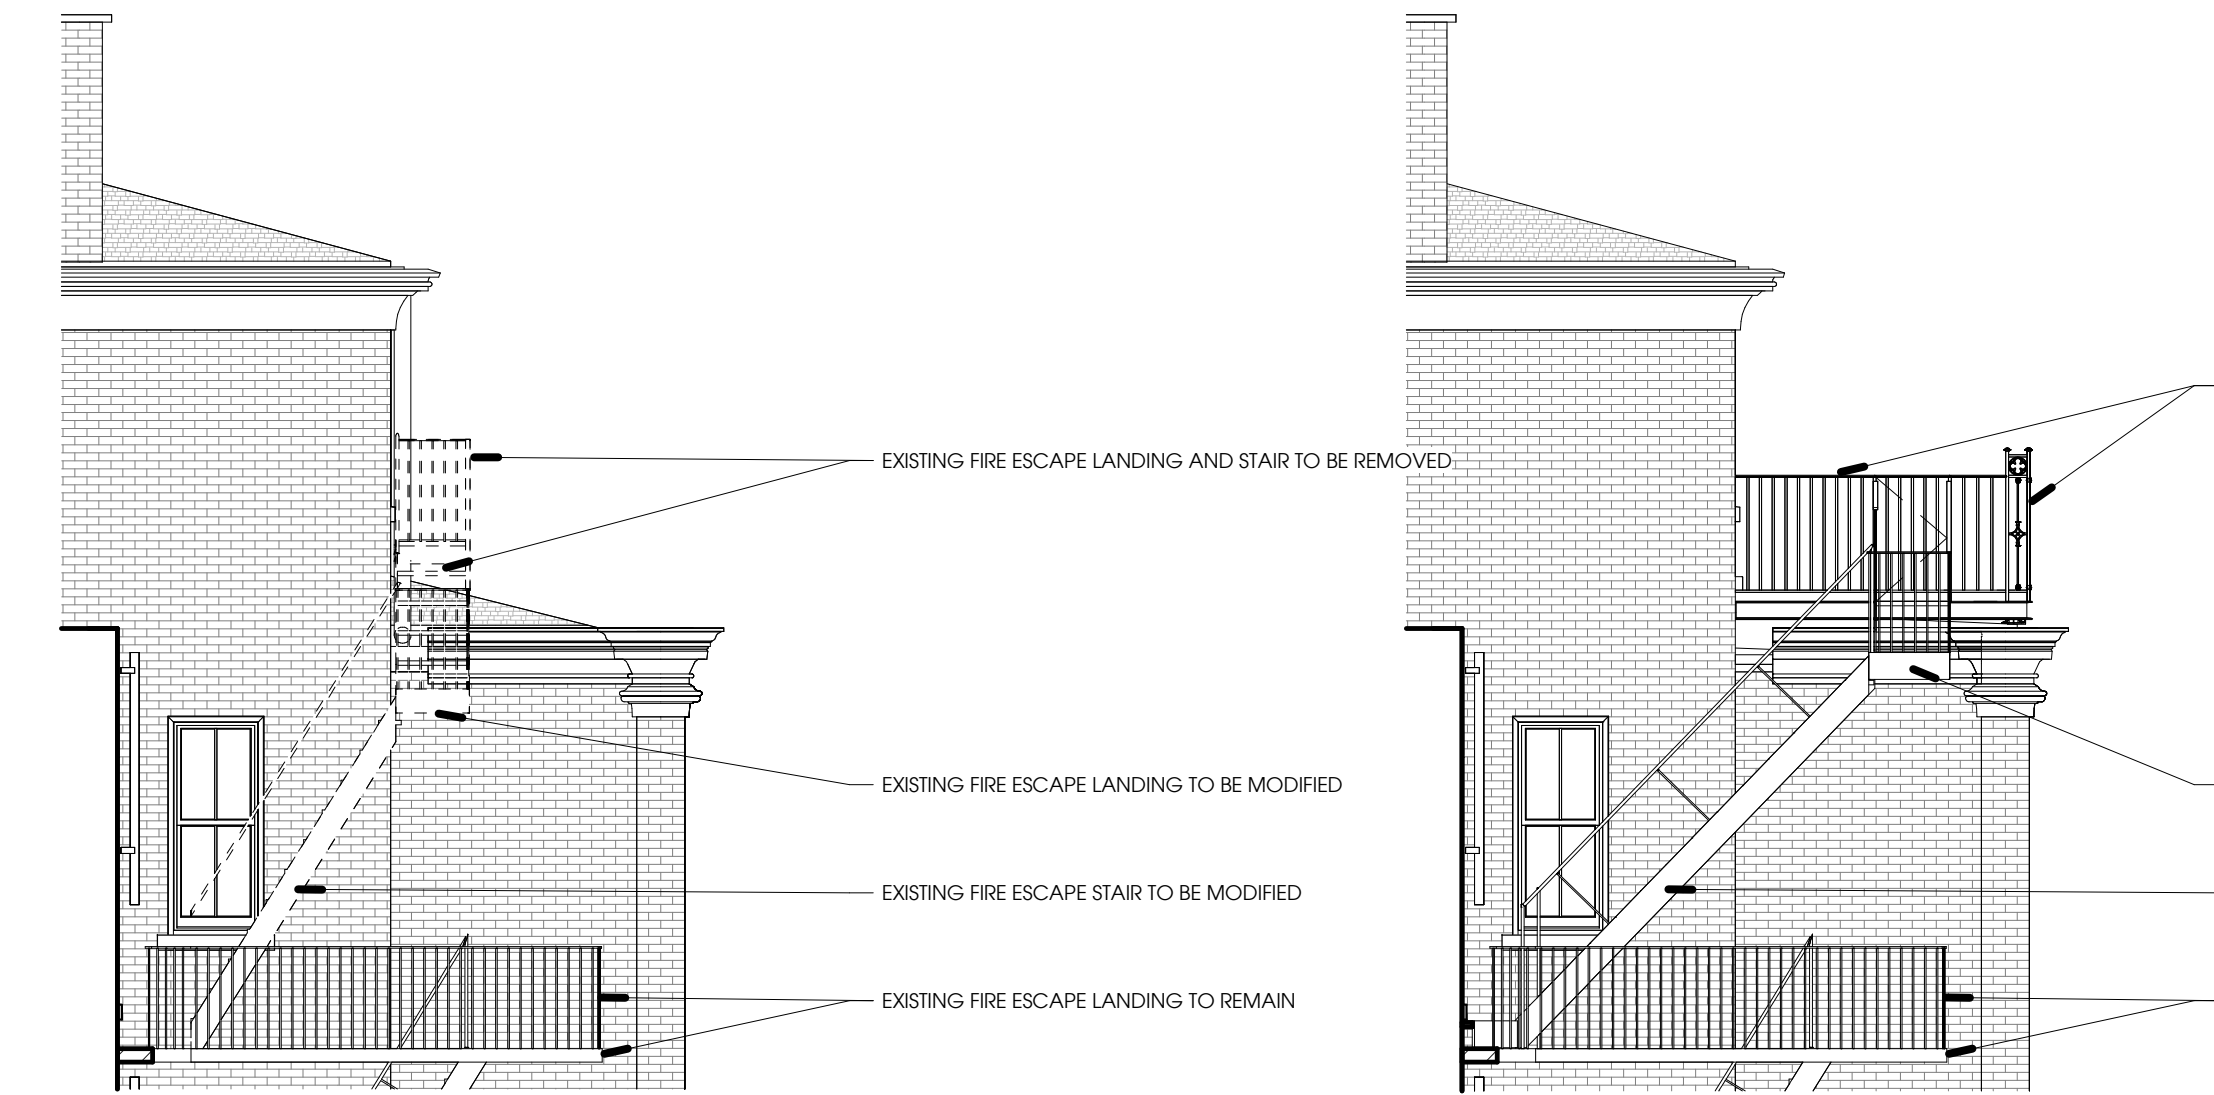 EXISTING FIRE ESCAPE LANDING AND STAIR TO BE REMOVED
EXISTING FIRE ESCAPE LANDING TO BE MODIFIED
EXISTING FIRE ESCAPE STAIR TO BE MODIFIED
EXISTING FIRE ESCAPE LANDING TO REMAIN